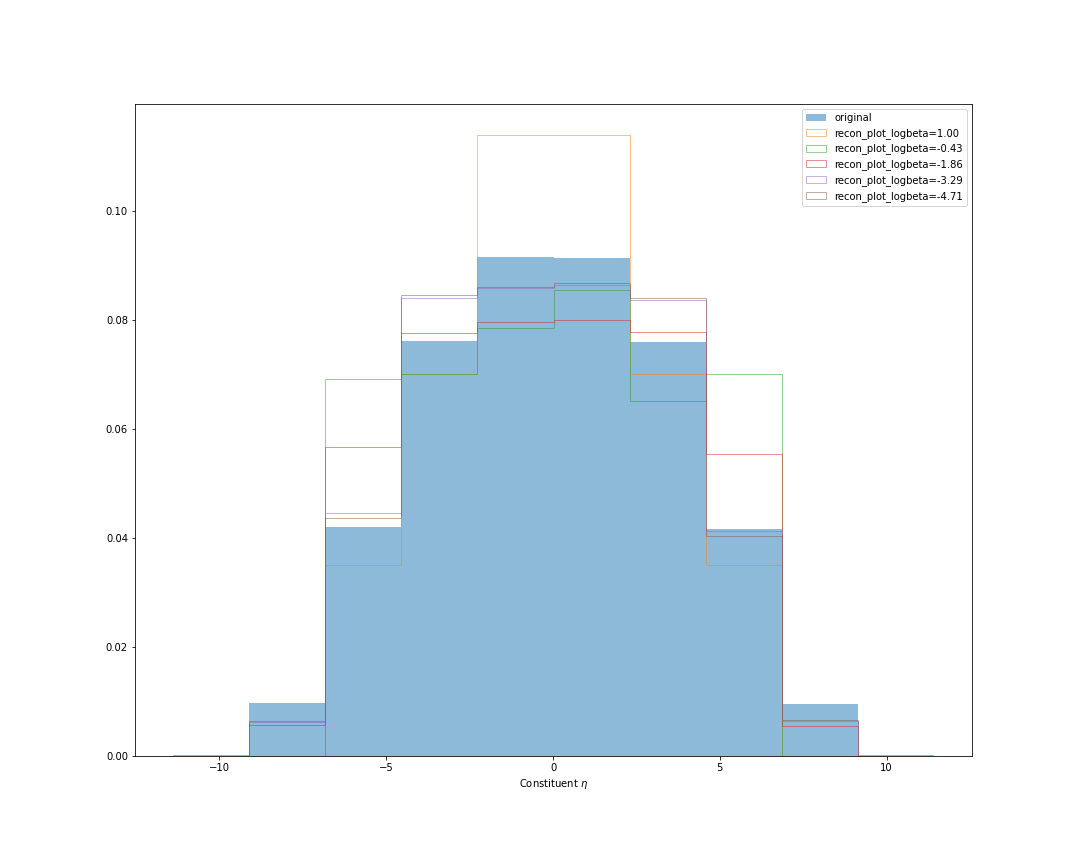 original
recon_plot_logbeta=1.00
recon_plot_logbeta=-0.43
recon_plot_logbeta=-1.86
recon_plot_logbeta=-3.29
recon_plot_logbeta=-4.71
0.10
0.08
0.06
0.04
0.02
0.00
−10 −5 0 5 10
Constituent η